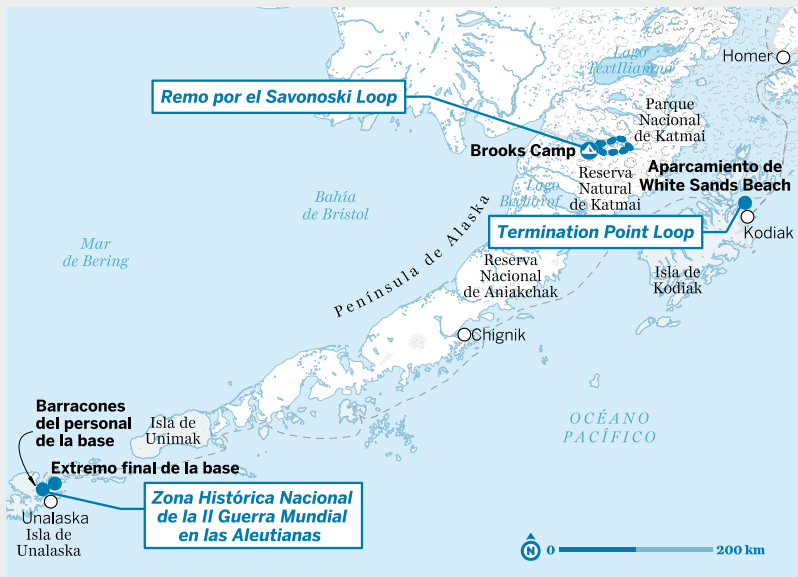 Homer
Lago
TextIliamna
Remo por el Savonoski Loop
Parque
Nacional
de Katmai
Brooks Camp
Aparcamiento de
White Sands Beach
Reserva
Natural
de Katmai
Lago
Becharof
Bahía
de Bristol
Termination Point Loop
Kodiak
Mar
de Bering
Península de Alaska
Reserva
Nacional
de Aniakchak
Isla de
Kodiak
Chignik
OCÉANO
PACÍFICO
Barracones
del personal
de la base
Isla de
Unimak
Extremo final de la base
Zona Histórica Nacional
de la II Guerra Mundial
en las Aleutianas
Unalaska
Isla de
Unalaska
N
0
200 km